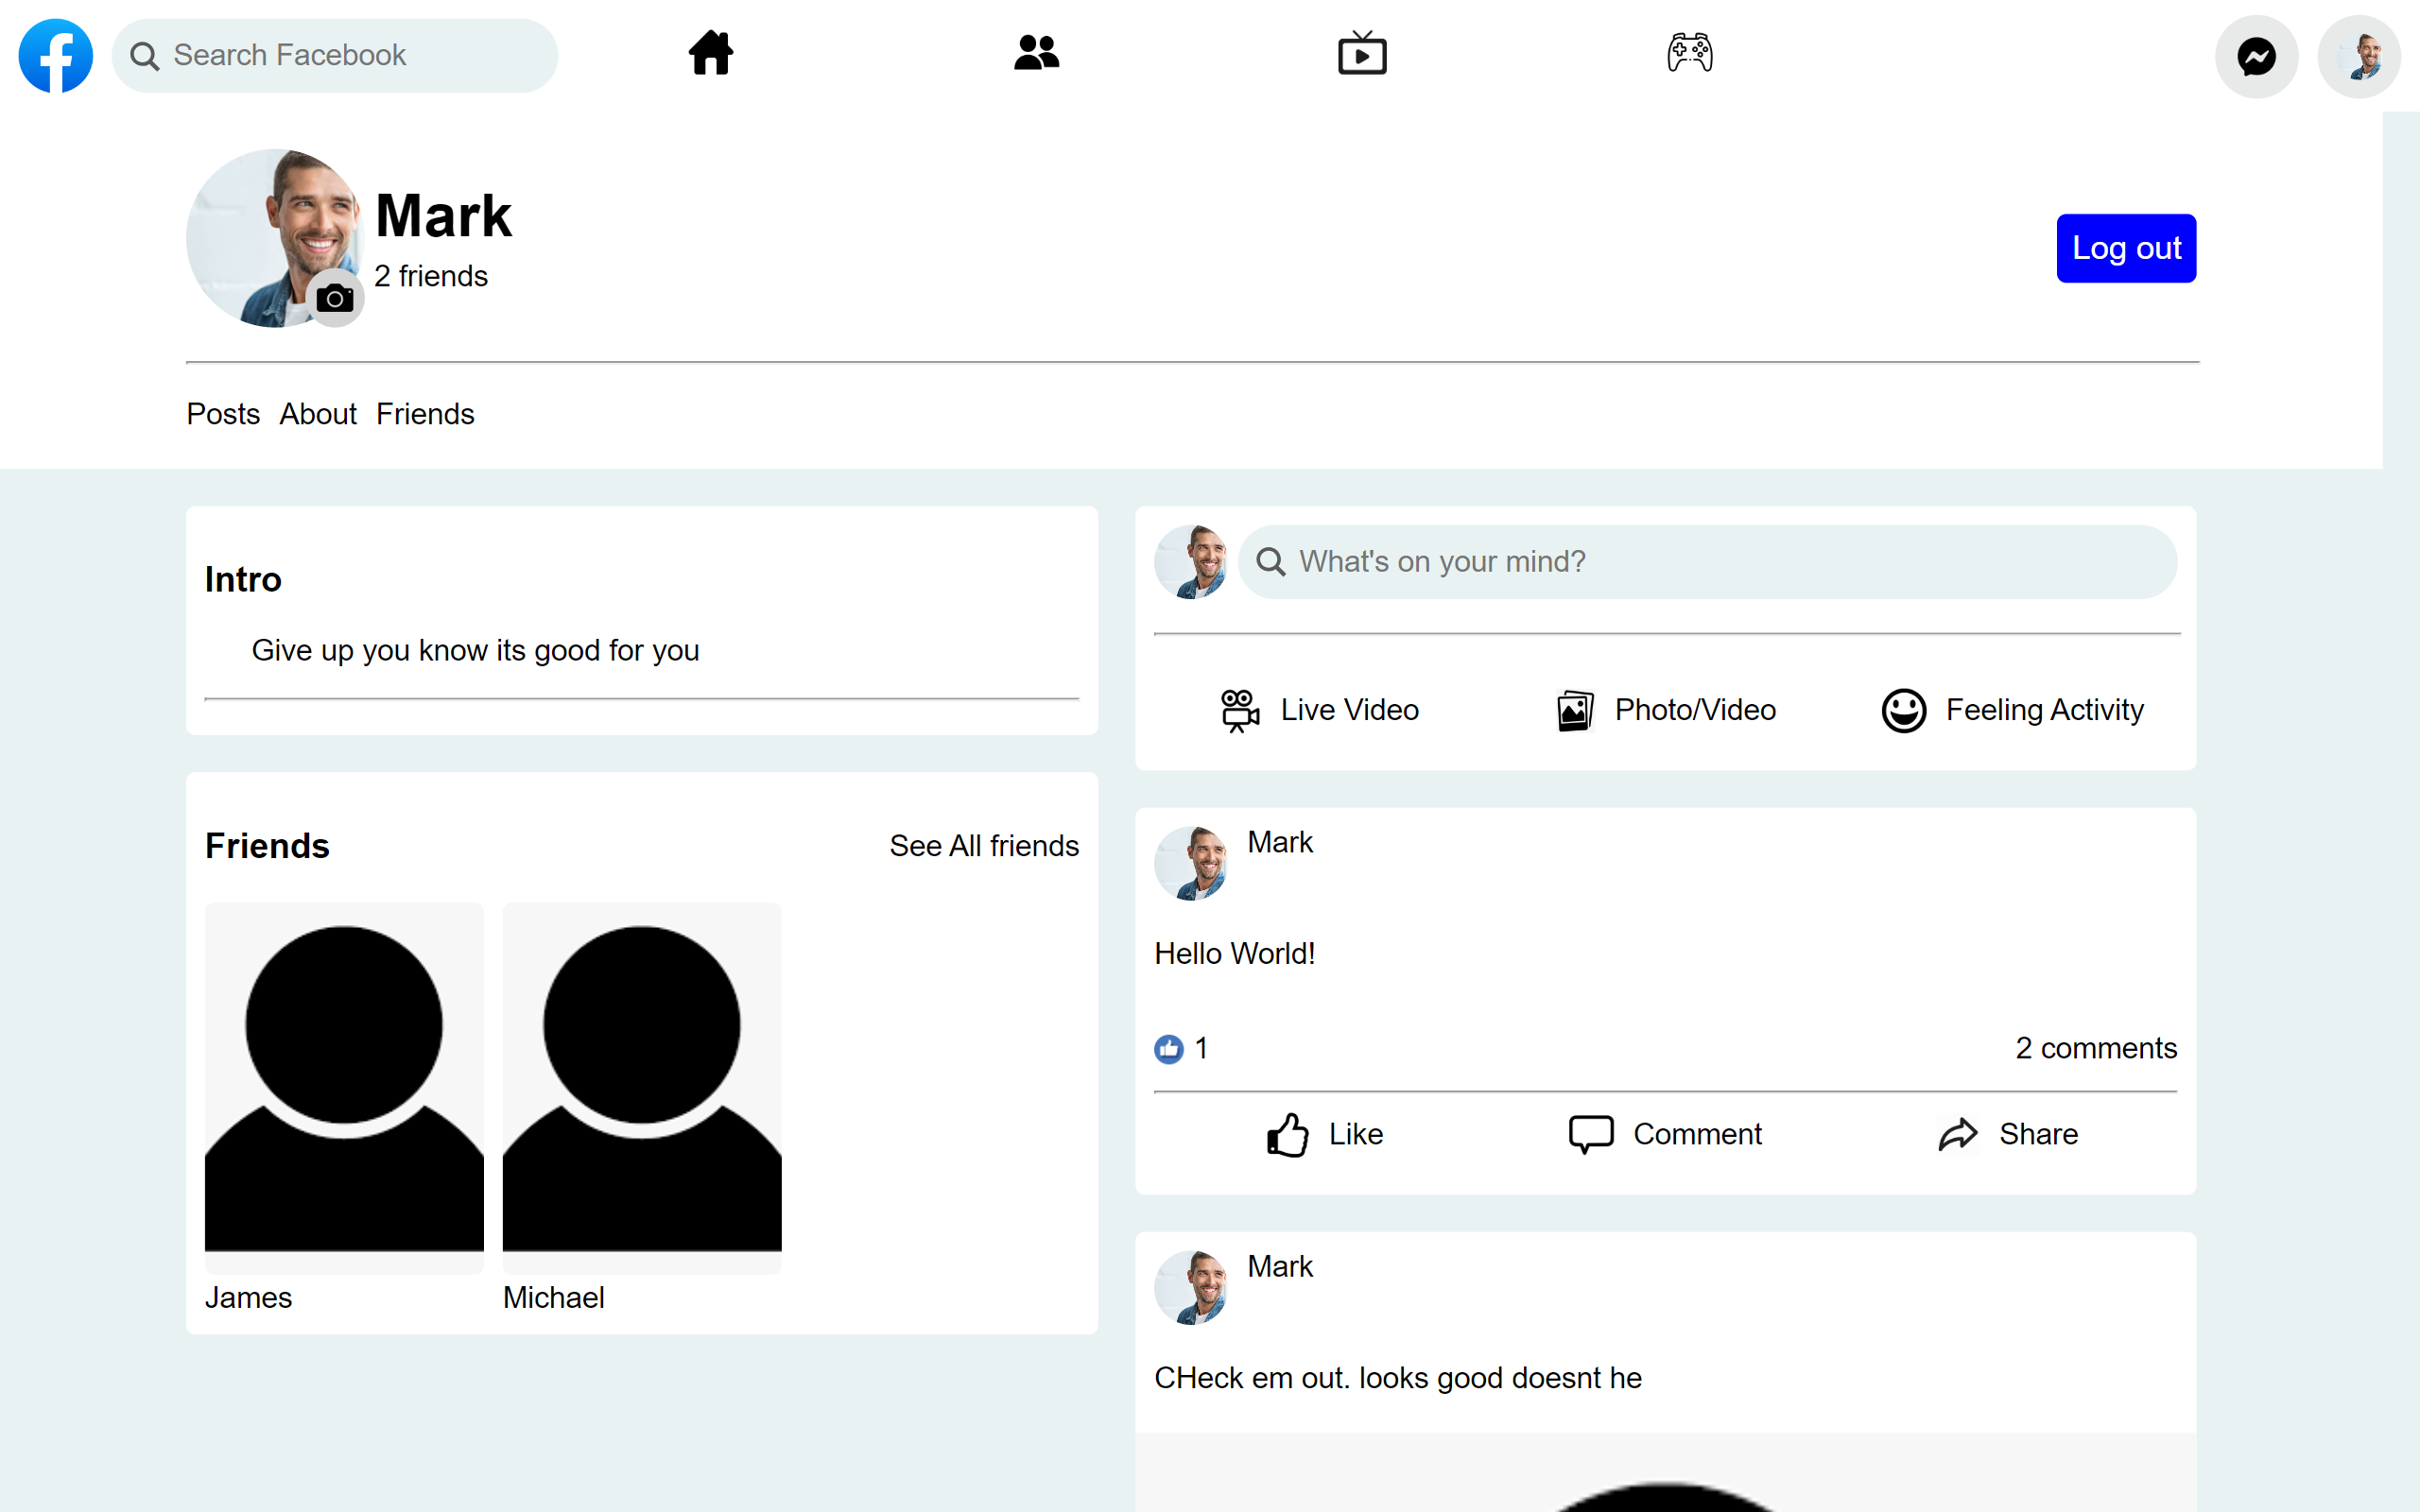 Search Facebook
Mark
2 friends
Log out
Posts About Friends
Intro
Give up you know its good for you
Friends
See All friends
James
Michael
What's on your mind?
Live Video
Photo/Video
Feeling Activity
Mark
Hello World!
1
2 comments
Like
Comment
Share
Mark
CHeck em out. looks good doesnt he